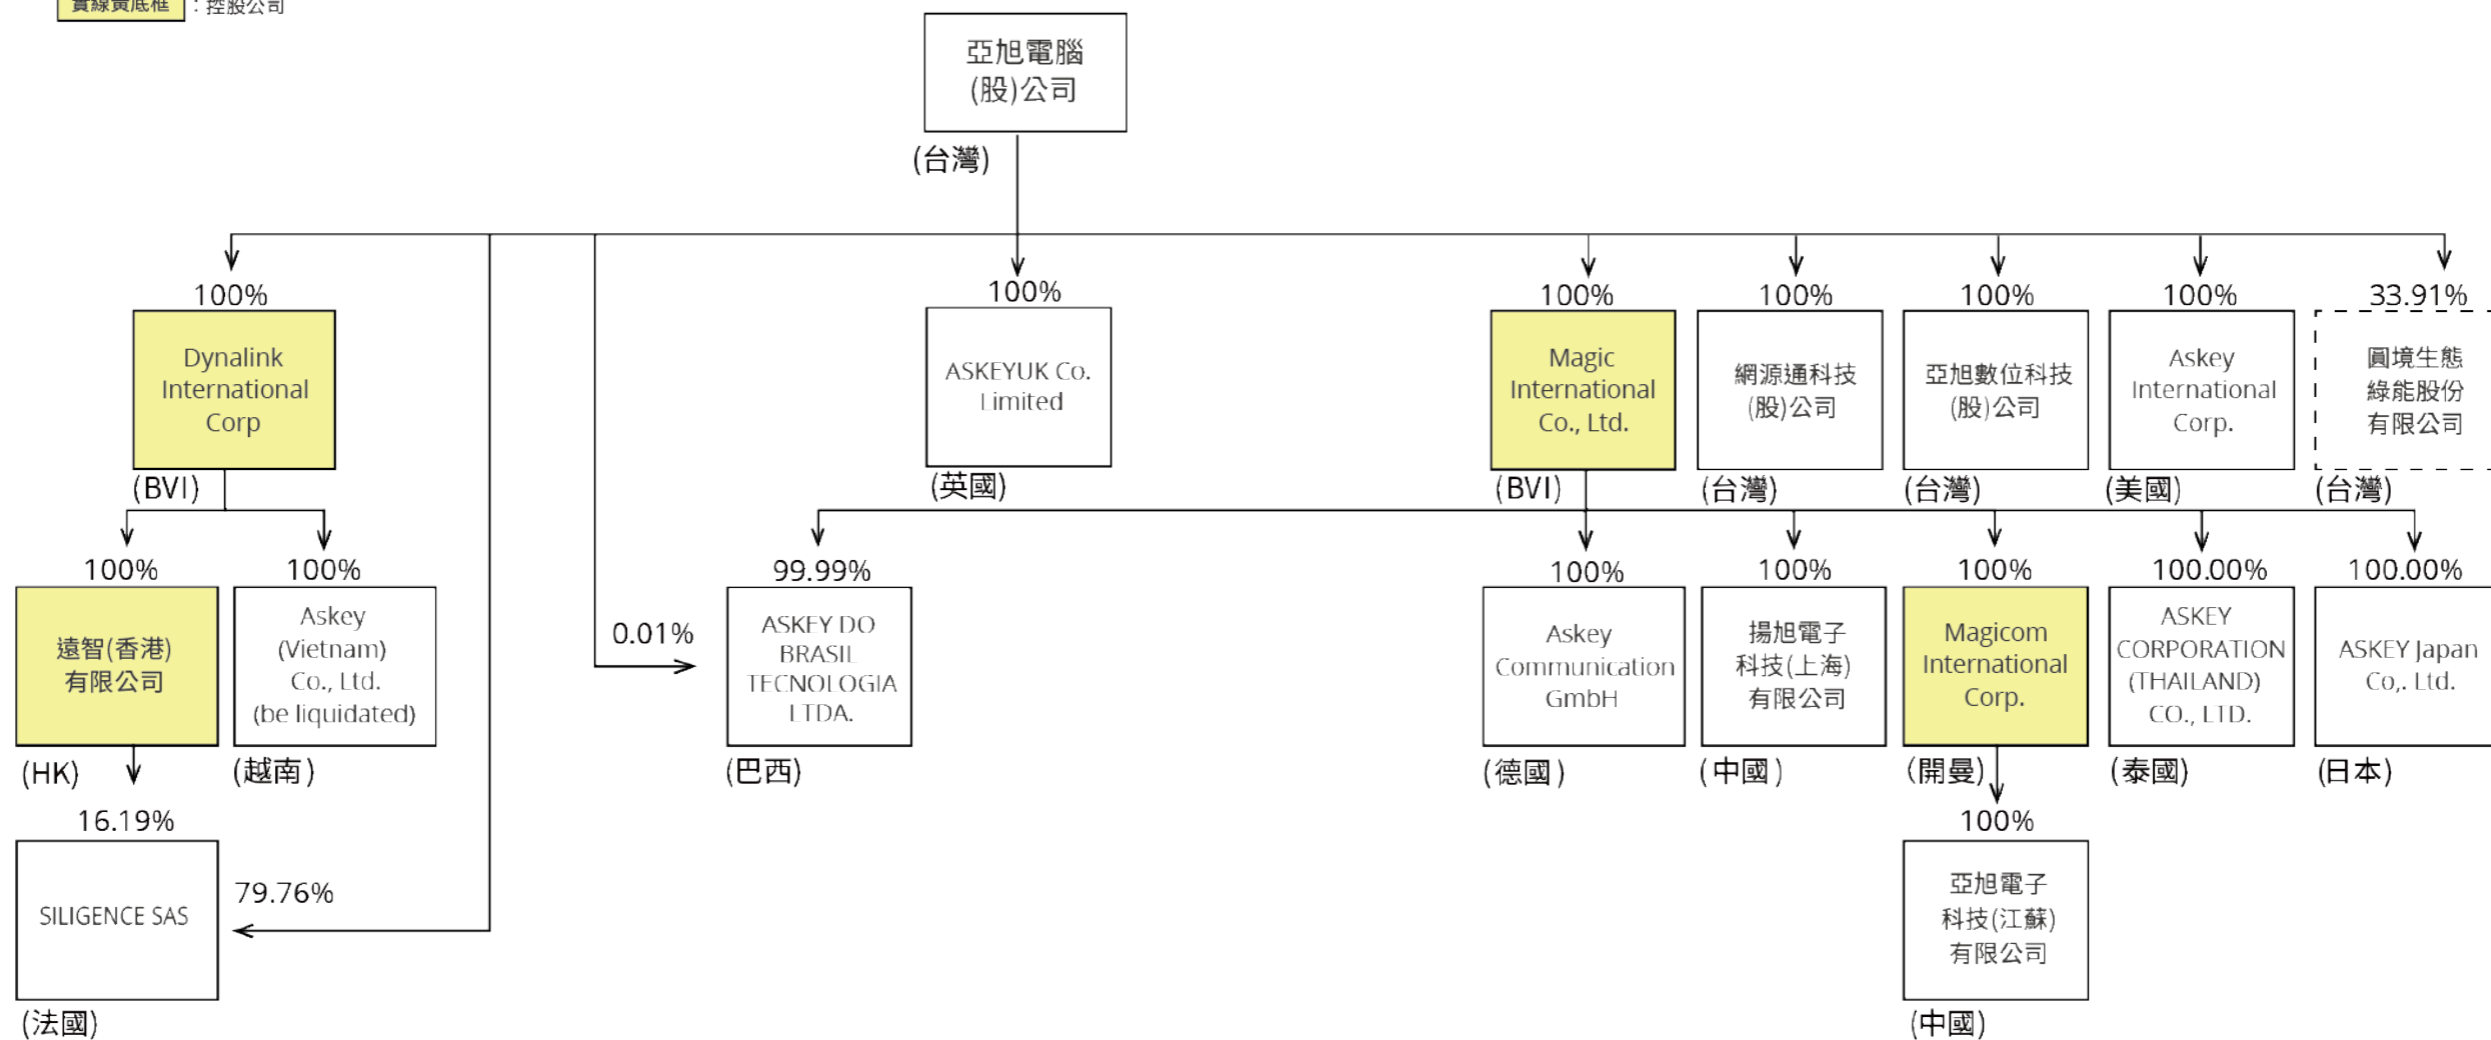 實線黃底框 : 控股公司
亞旭電腦
(股)公司
(台灣)
100%
Dynalink
International
Corp
(BVI)
100%
ASKEYUK Co.
Limited
(英國)
100%
Magic
International
Co., Ltd.
(BVI)
100%
網源通科技
(股)公司
(台灣)
100%
亞旭數位科技
(股)公司
(台灣)
100%
Askey
International
Corp.
(美國)
33.91%
圓境生態
綠能股份
有限公司
(台灣)
100%
遠智(香港)
有限公司
(HK)
100%
Askey
(Vietnam)
Co., Ltd.
(be liquidated)
(越南)
0.01%
99.99%
ASKEY DO
BRASIL
TECNOLOGIA
LTDA.
(巴西)
100%
Askey
Communication
GmbH
(德國)
100%
揚旭電子
科技(上海)
有限公司
(中國)
100%
Magicom
International
Corp.
(開曼)
100.00%
ASKEY
CORPORATION
(THAILAND)
CO., LTD.
(泰國)
100.00%
ASKEY Japan
Co,. Ltd.
(日本)
16.19%
SILIGENCE SAS
79.76%
(法國)
100%
亞旭電子
科技(江蘇)
有限公司
(中國)